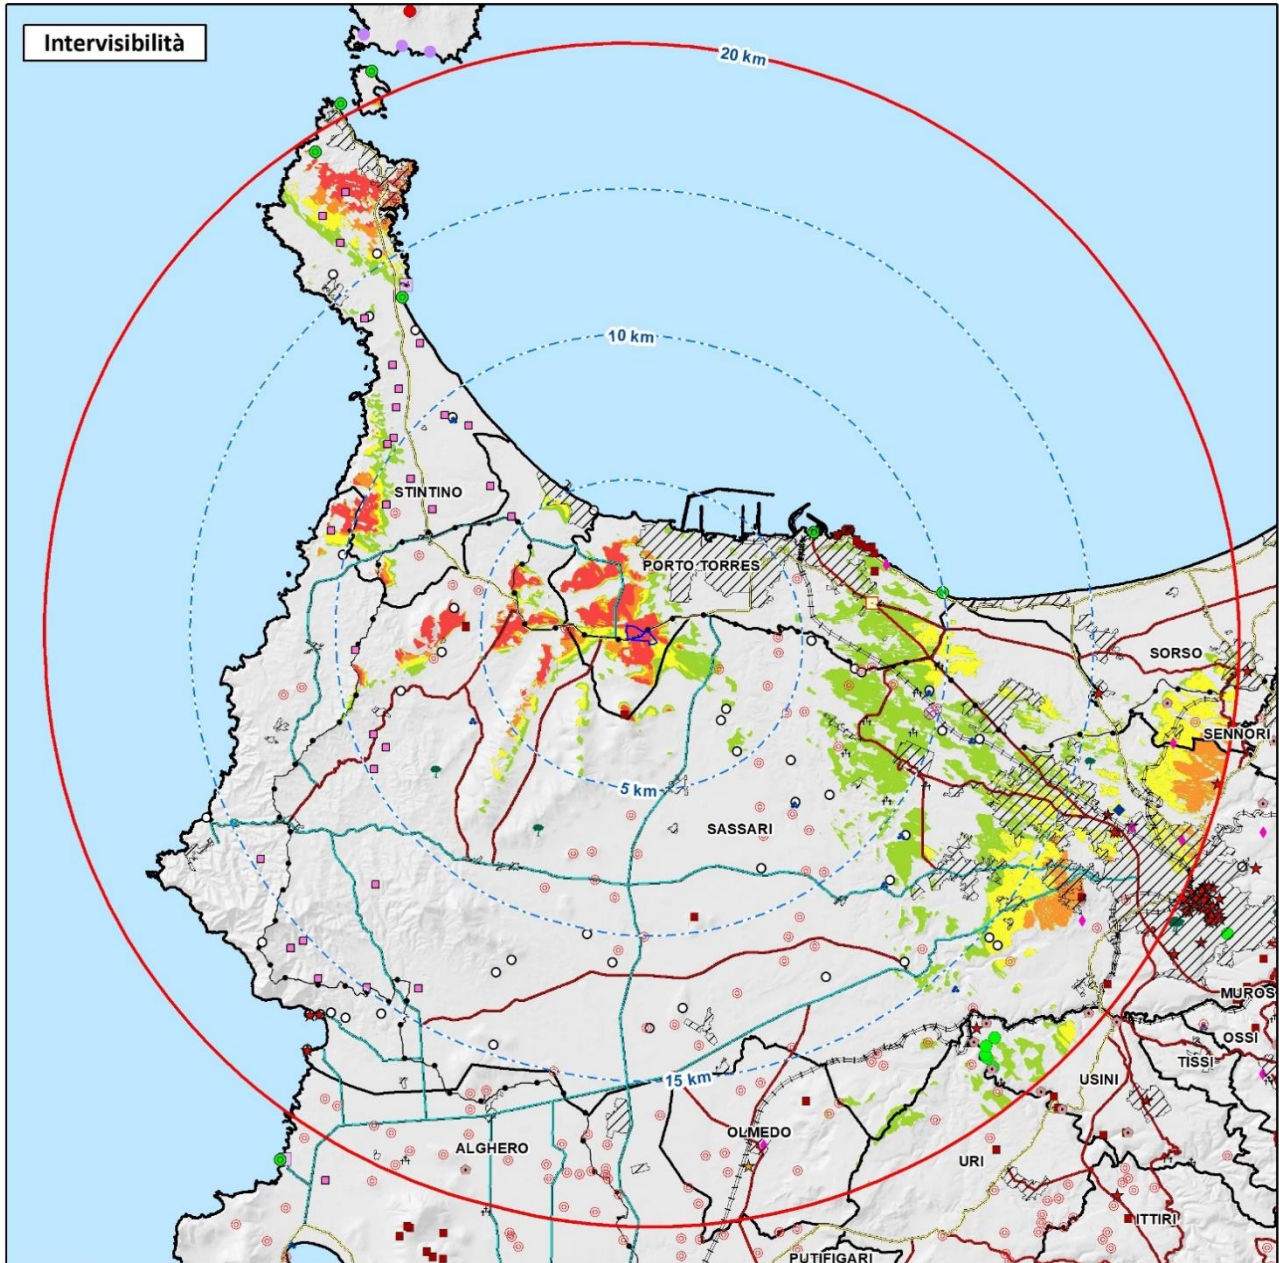 Intervisibilità
20 km
10 km
STINTINO
PORTO TORRES
SORSO
SENNORI
5 km
SASSARI
MUROS
OSSI
TISSI
15 km
USINI
OLMEDO
ALGHERO
URI
ITTIRI
PUTIFIGARI